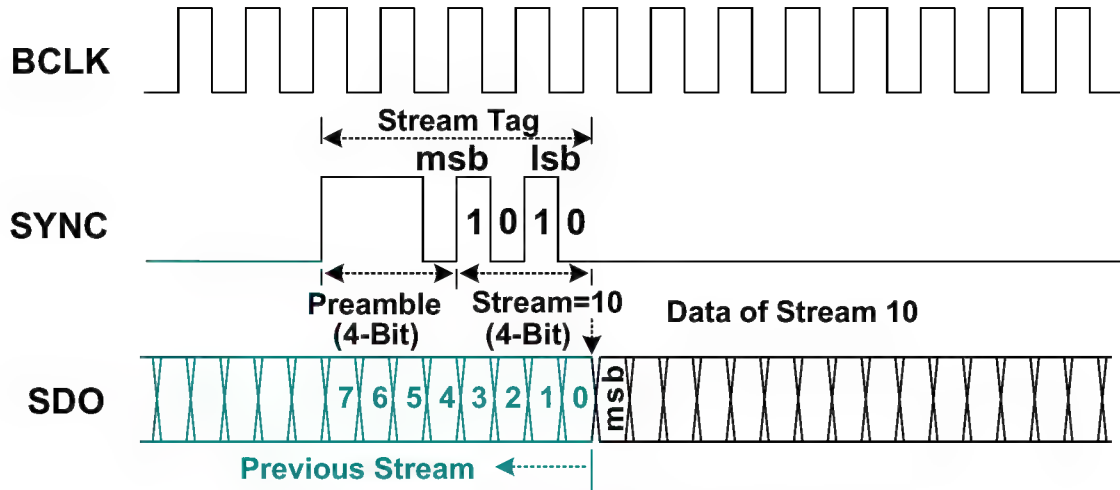 BCLK
Stream Tag
msb lsb
SYNC
1 0 1 0
Preamble
(4-Bit)
Stream=10
(4-Bit)
Data of Stream 10
SDO
7 6 5 4 3 2 1 0
msb
Previous Stream